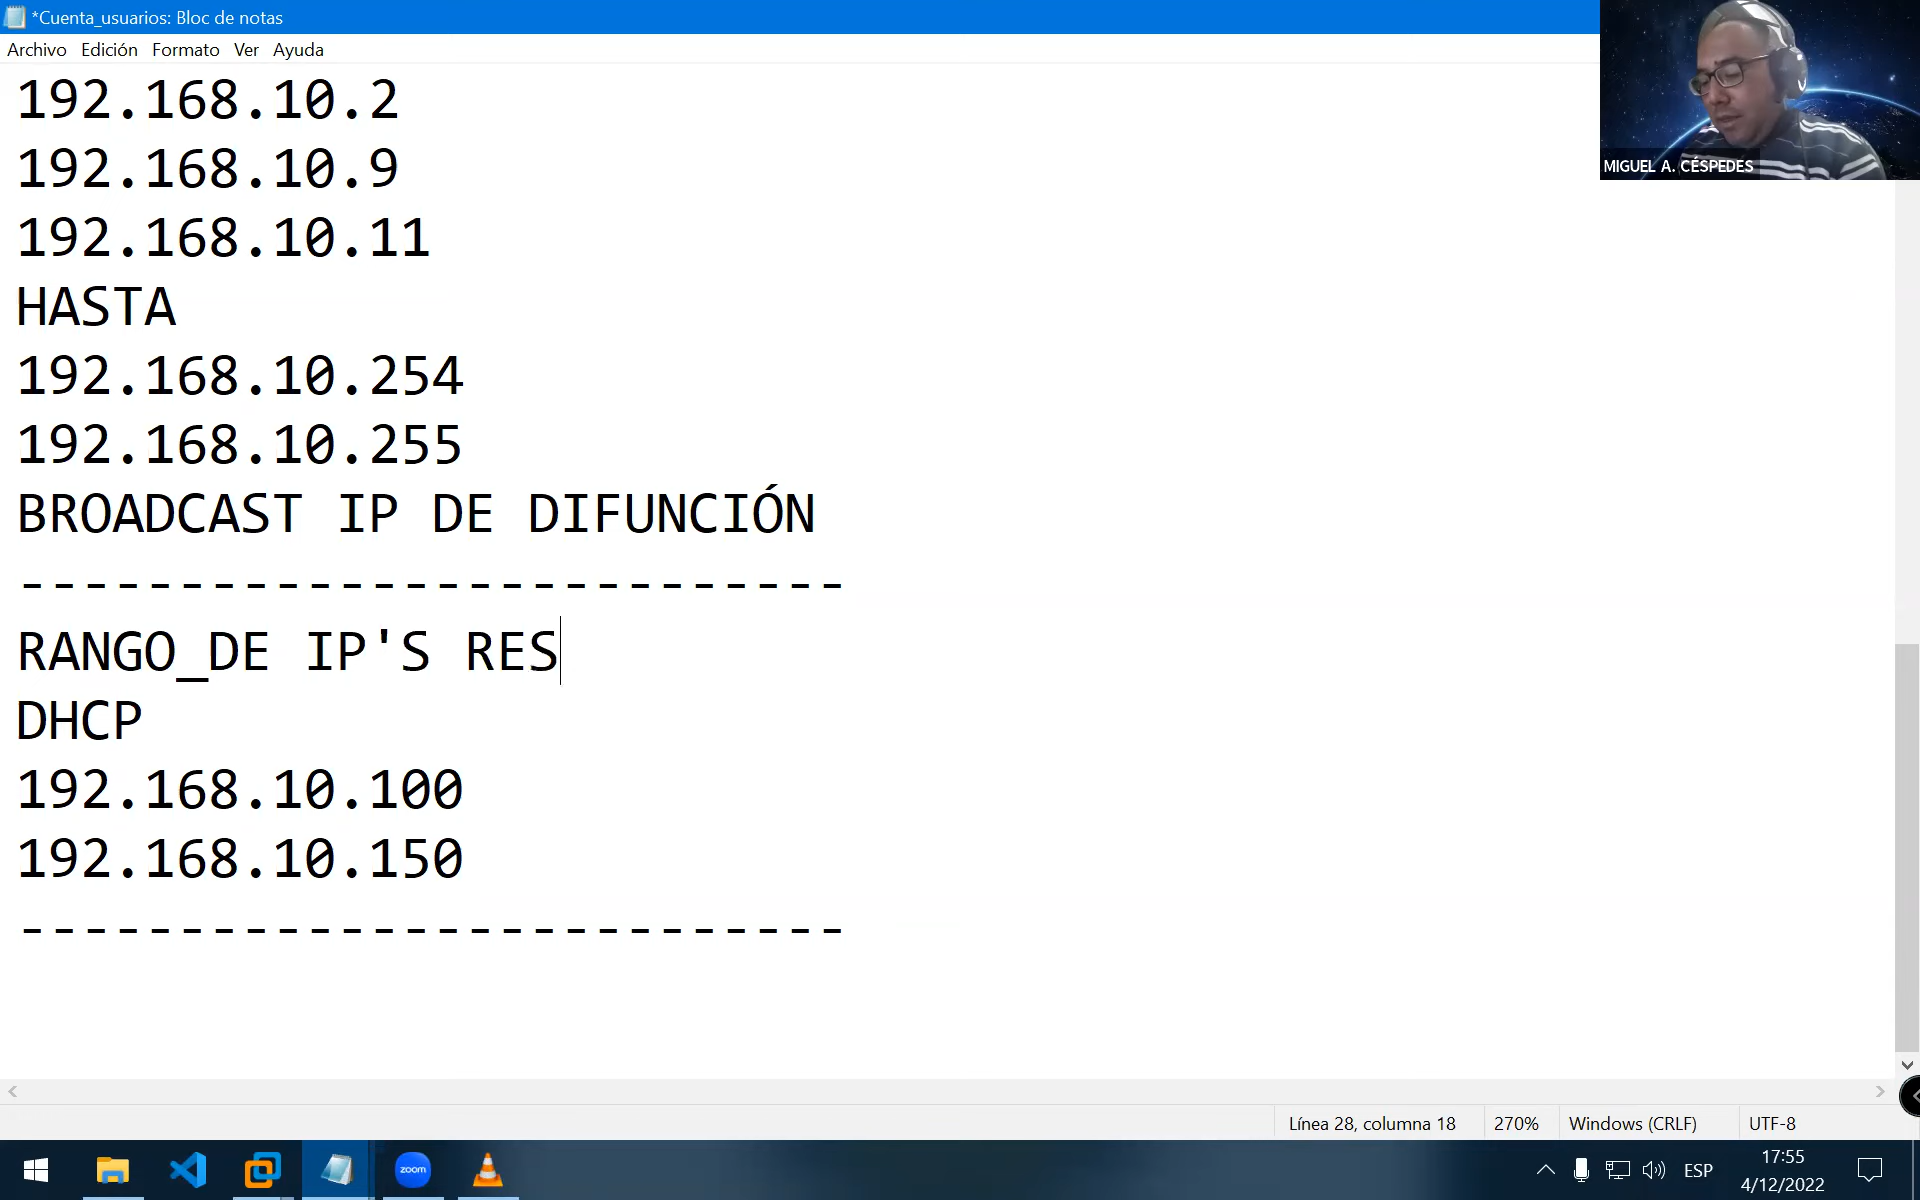 *Cuenta_usuarios: Bloc de notas
Archivo Edición Formato Ver Ayuda
192.168.10.2
192.168.10.9
192.168.10.11
HASTA
192.168.10.254
192.168.10.255
BROADCAST IP DE DIFUNCIÓN
--------------------------
RANGO_DE IP'S RES
DHCP
192.168.10.100
192.168.10.150
--------------------------
MIGUEL A. CÉSPEDES
Línea 28, columna 18 270% Windows (CRLF) UTF-8
zoom
ESP
17:55
4/12/2022